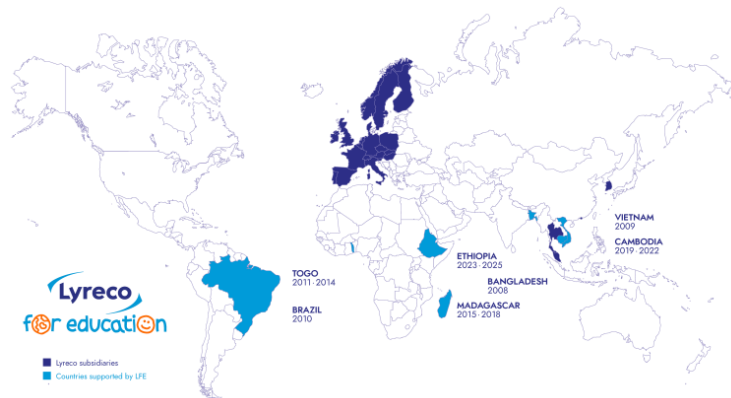 VIETNAM
2009
CAMBODIA
2019·2022
ETHIOPIA
2023·2025
BANGLADESH
2008
MADAGASCAR
2015·2018
TOGO
2011·2014
BRAZIL
2010
Lyreco
for education
Lyreco subsidiaries
Countries supported by LFE